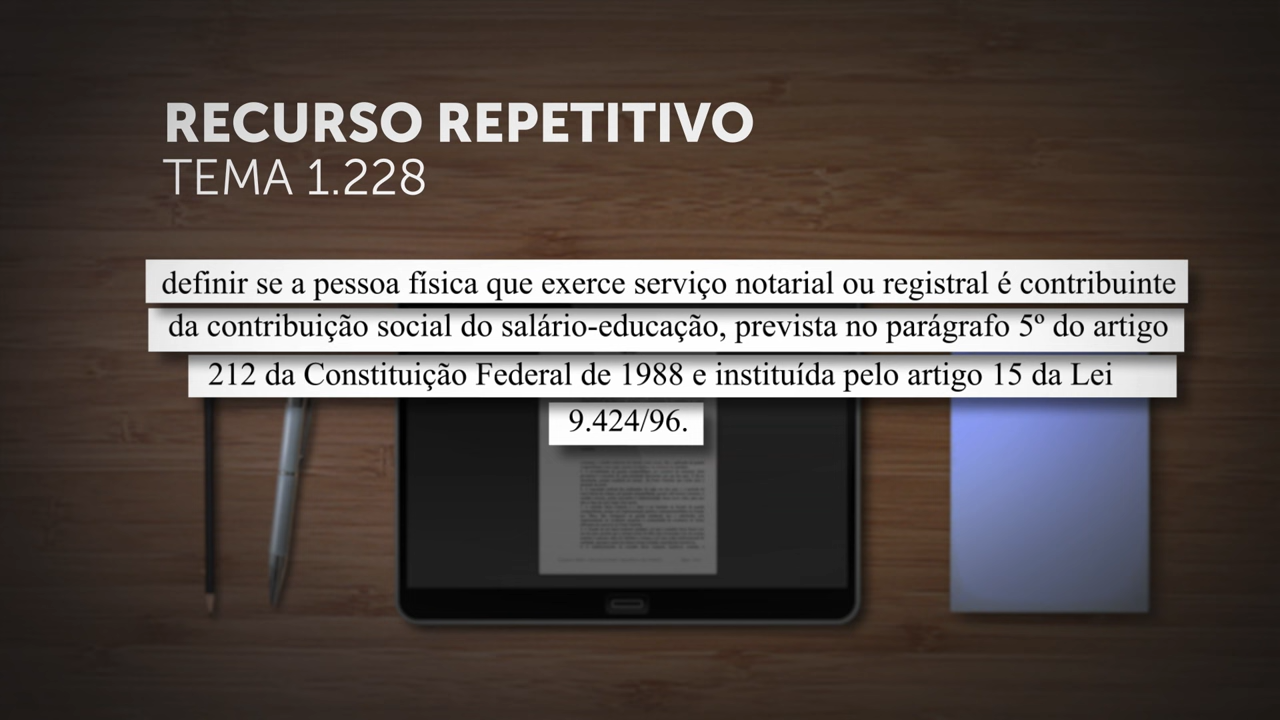 RECURSO REPETITIVO
TEMA 1.228
definir se a pessoa física que exerce serviço notarial ou registral é contribuinte
da contribuição social do salário-educação, prevista no parágrafo 5º do artigo
212 da Constituição Federal de 1988 e instituída pelo artigo 15 da Lei
9.424/96.